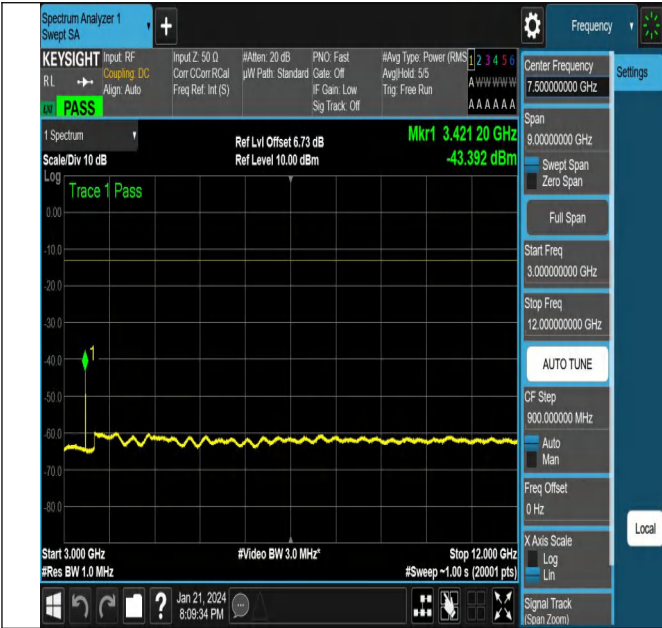 Spectrum Analyzer 1
Swept SA
Frequency
KEYSIGHT
RL
PASS
Input: RF
Coupling: DC
Align: Auto
Input Z: 50 Ω
Corr CCorr RCal
Freq Ref: Int (S)
#Atten: 20 dB
µW Path: Standard
PNO: Fast
Gate: Off
IF Gain: Low
Sig Track: Off
#Avg Type: Power (RMS
Avg|Hold: 5/5
Trig: Free Run
1 2 3 4 5 6
A W W W W W
A A A A A A
1 Spectrum
Scale/Div 10 dB
Ref Lvl Offset 6.73 dB
Ref Level 10.00 dBm
Mkr1 3.421 20 GHz
-43.392 dBm
Log
Trace 1 Pass
0.00
-10.0
-20.0
-30.0
-40.0
-50.0
-60.0
-70.0
-80.0
1
Start 3.000 GHz
#Res BW 1.0 MHz
#Video BW 3.0 MHz*
Stop 12.000 GHz
#Sweep ~1.00 s (20001 pts)
Jan 21, 2024
8:09:34 PM
Center Frequency
7.500000000 GHz
Settings
Span
9.00000000 GHz
Swept Span
Zero Span
Full Span
Start Freq
3.000000000 GHz
Stop Freq
12.000000000 GHz
AUTO TUNE
CF Step
900.000000 MHz
Auto
Man
Freq Offset
0 Hz
X Axis Scale
Log
Lin
Local
Signal Track
(Span Zoom)